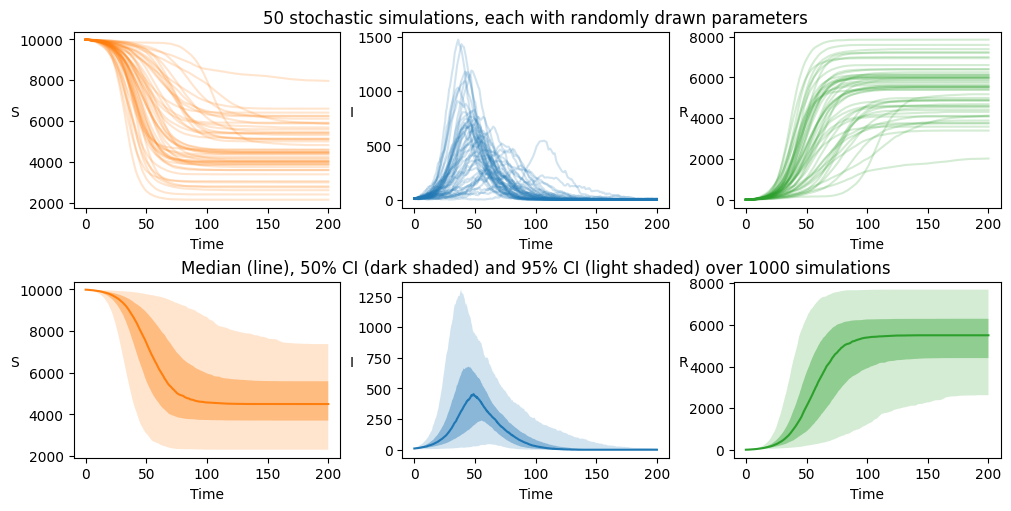 50 stochastic simulations, each with randomly drawn parameters
10000
8000
6000
4000
2000
S
0 50 100 150 200
Time
1500
1000
500
0
I
0 50 100 150 200
Time
8000
6000
4000
2000
0
R
0 50 100 150 200
Time
Median (line), 50% CI (dark shaded) and 95% CI (light shaded) over 1000 simulations
10000
8000
6000
4000
2000
S
0 50 100 150 200
Time
1250
1000
750
500
250
0
I
0 50 100 150 200
Time
8000
6000
4000
2000
0
R
0 50 100 150 200
Time